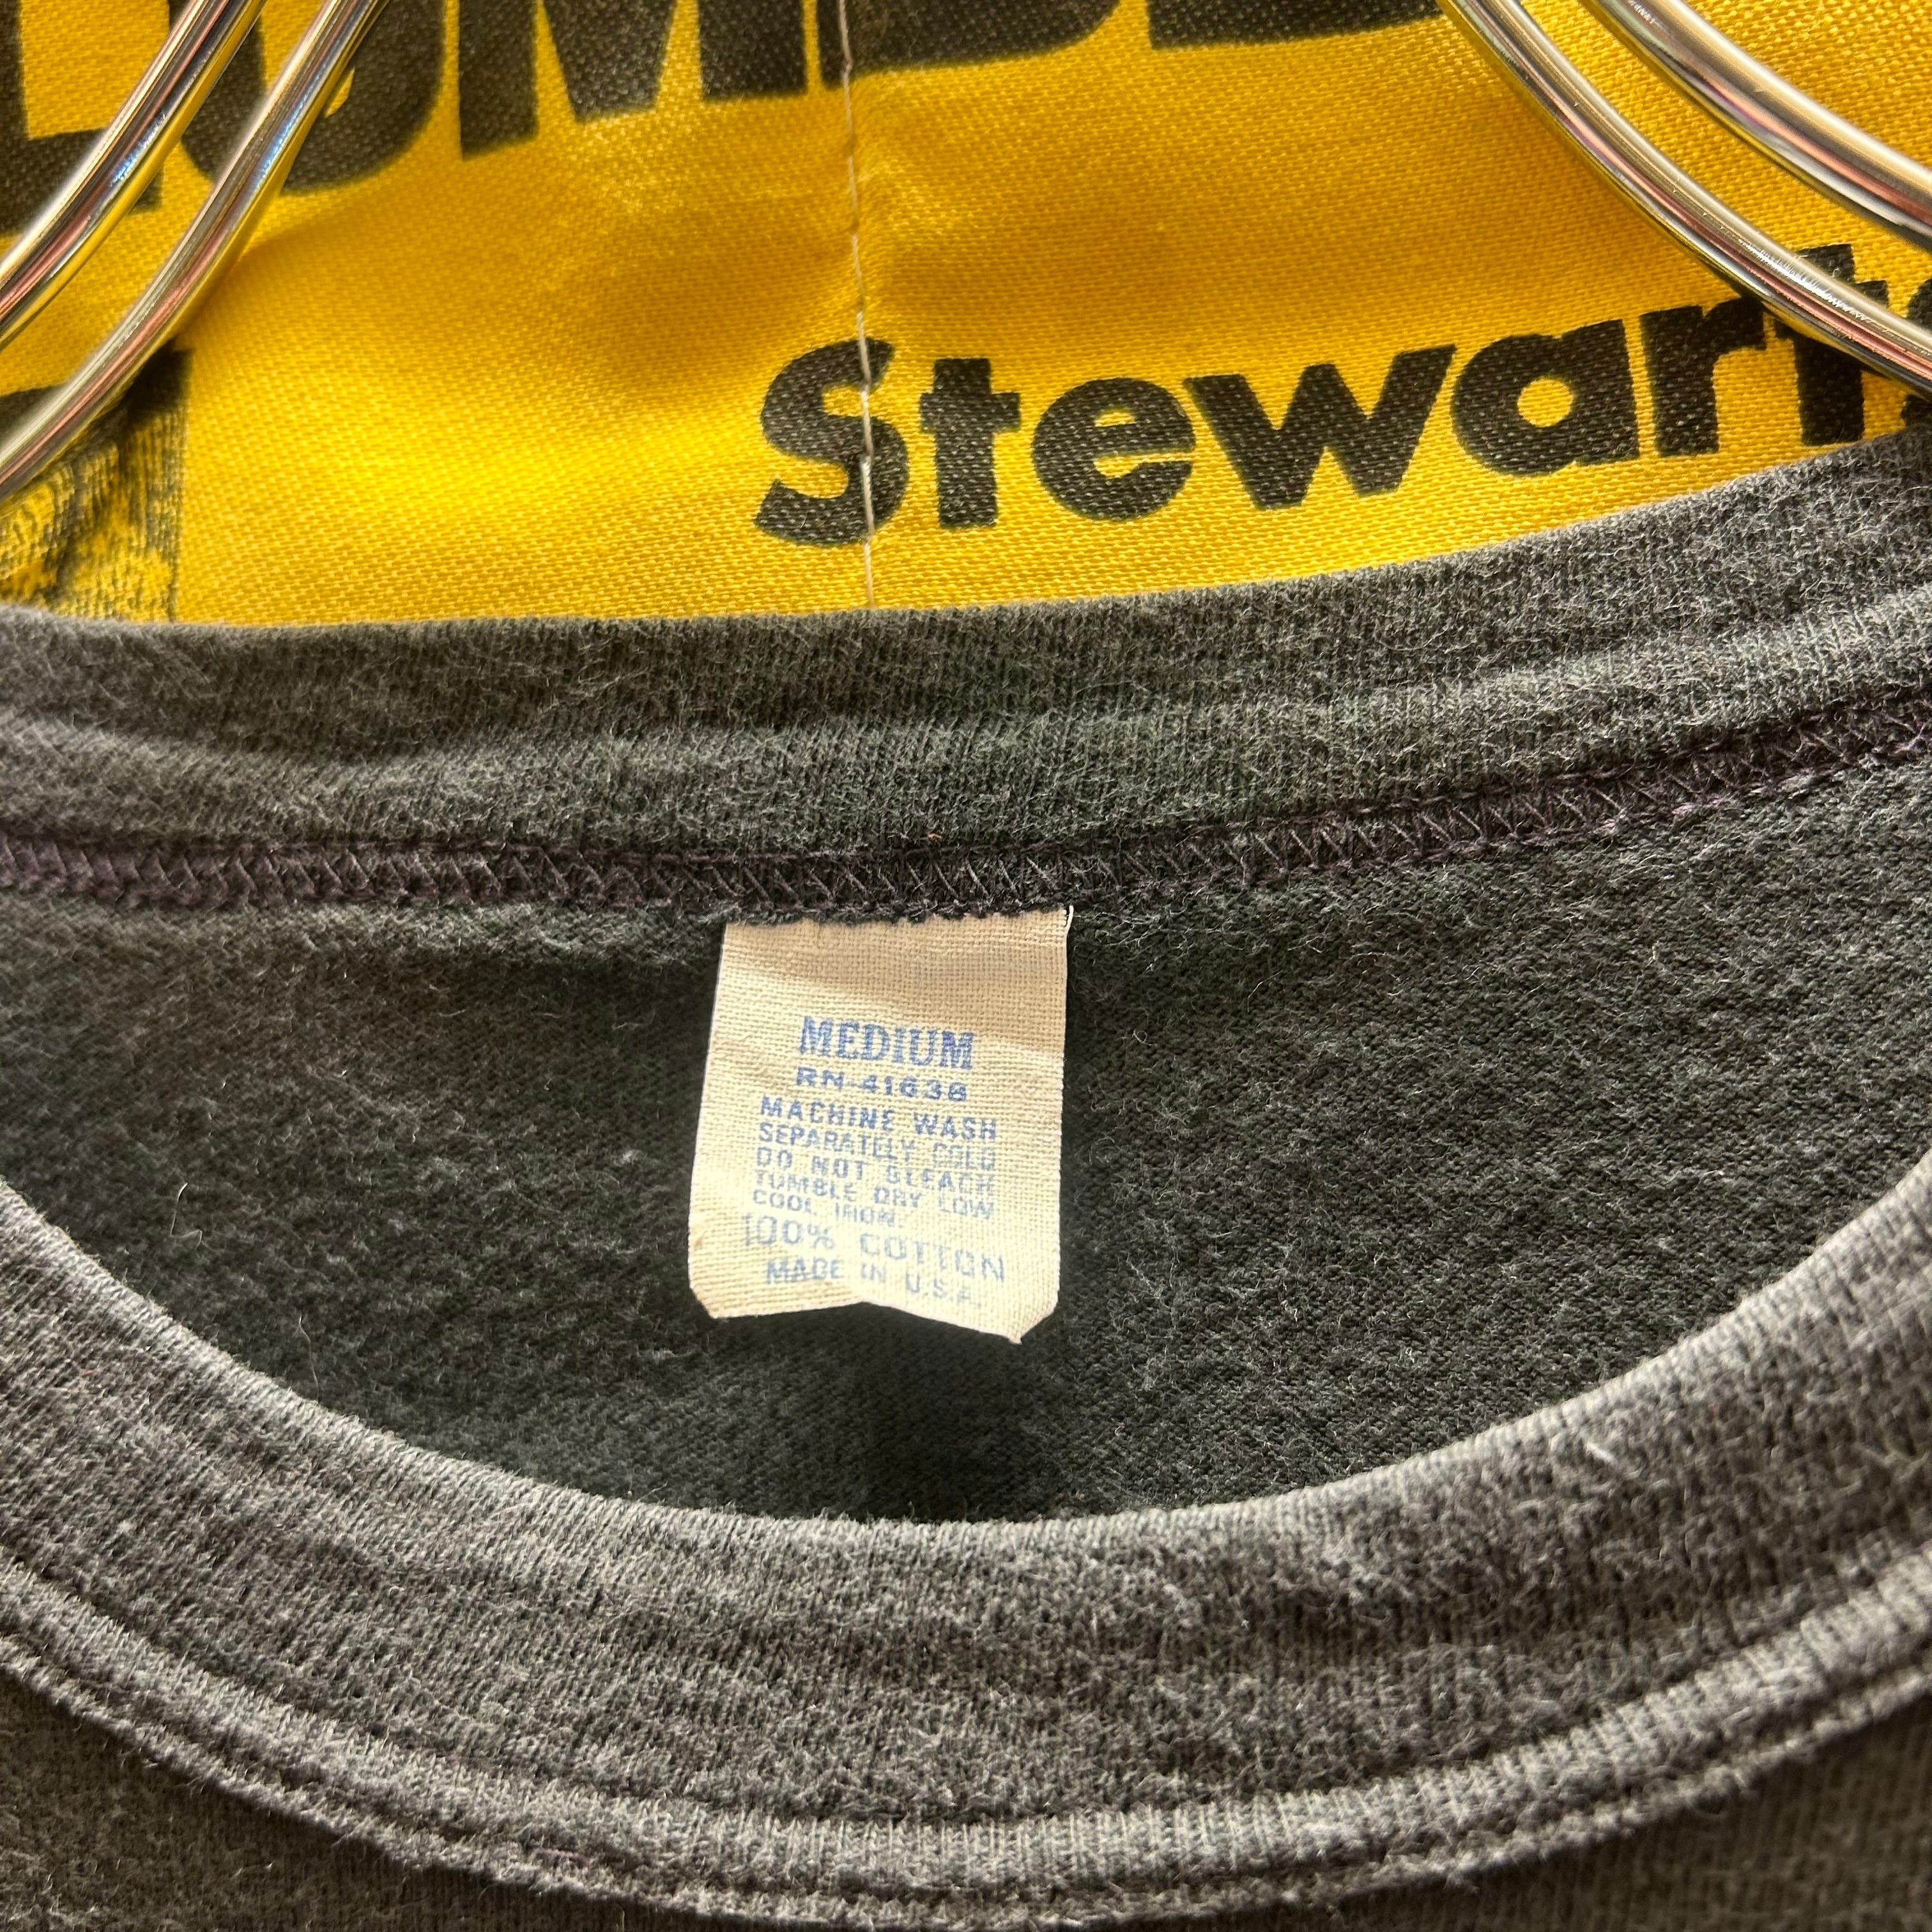 Stewarts
MEDIUM
RN 41638
MACHINE WASH
SEPARATELY COLD
DO NOT BLEACH
TUMBLE DRY LOW
COOL IRON.
100% COTTON
MADE IN U.S.A.